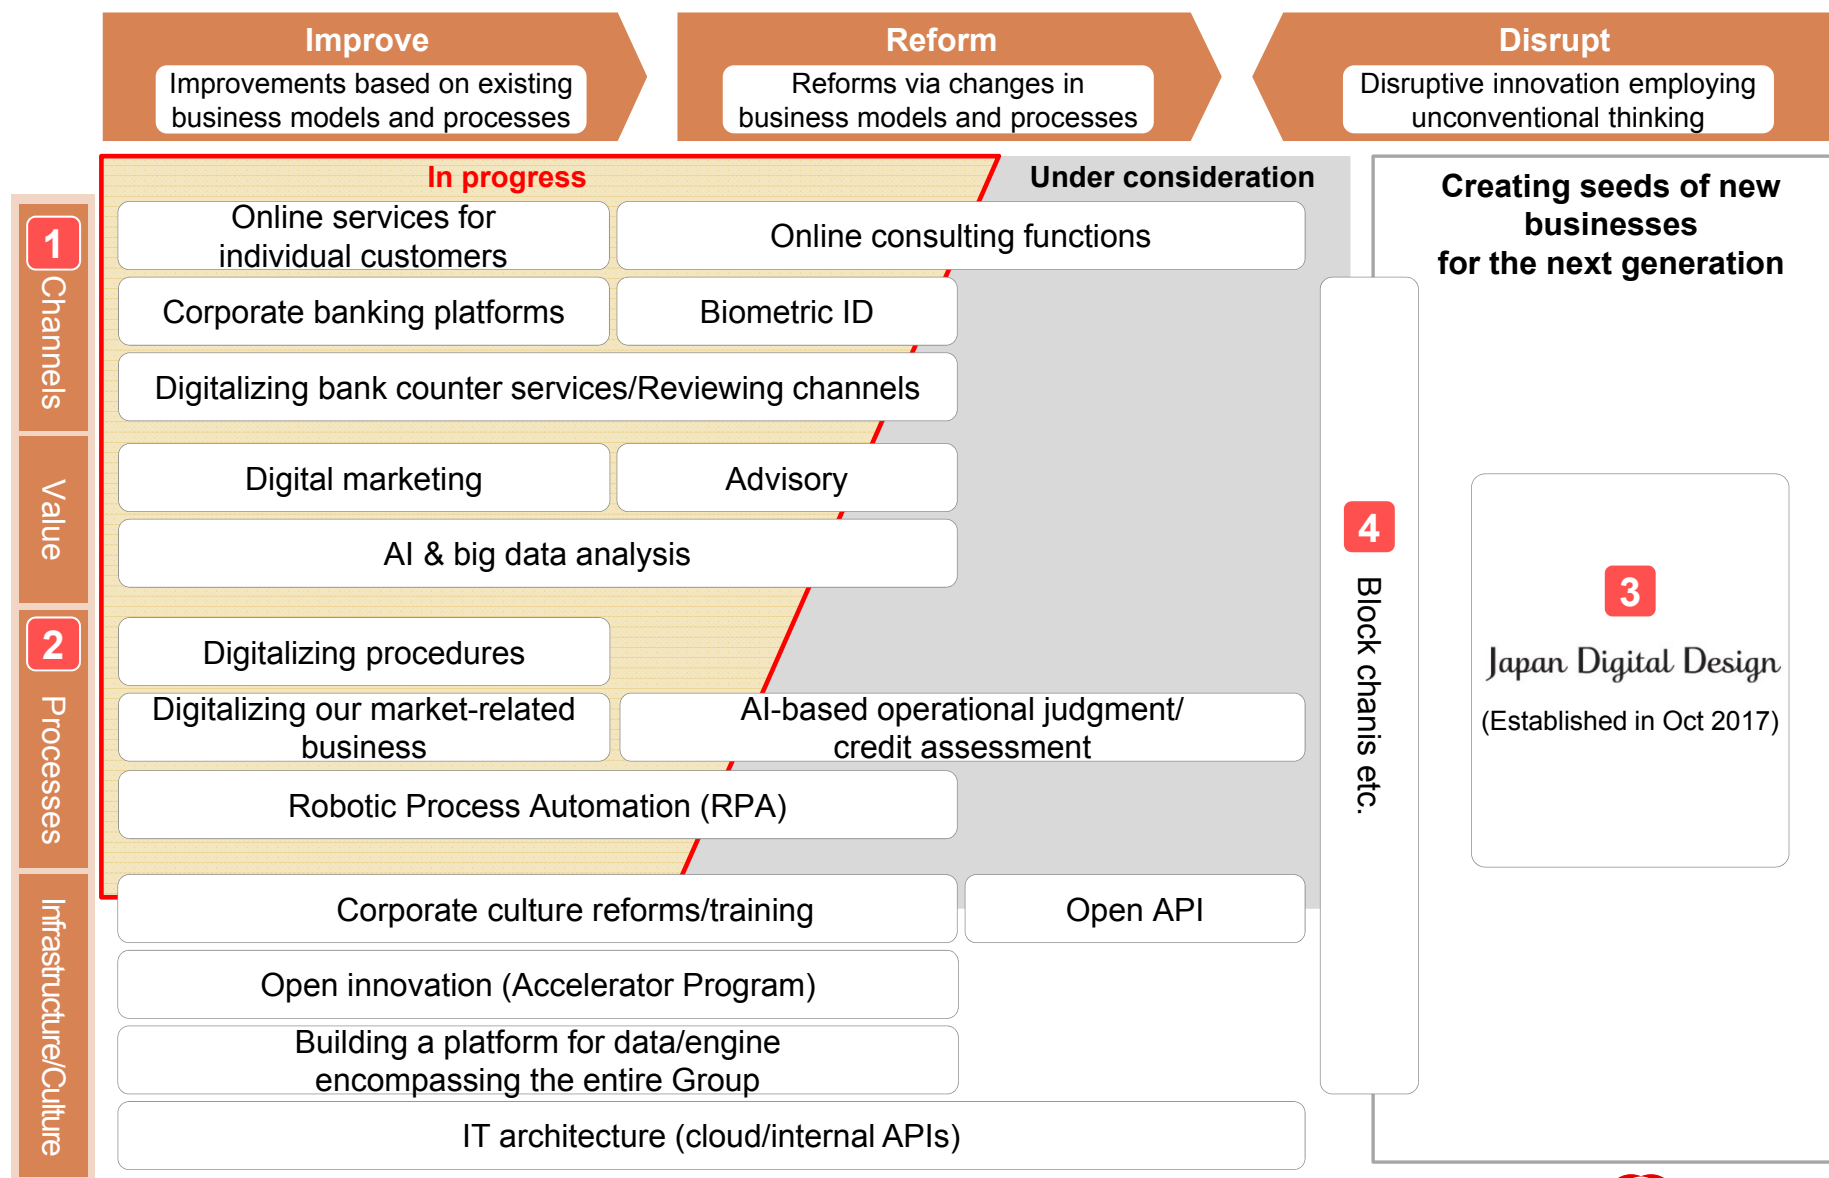 Improve
Improvements based on existing
business models and processes
Reform
Reforms via changes in
business models and processes
Disrupt
Disruptive innovation employing
unconventional thinking
In progress
Under consideration
Creating seeds of new
businesses
for the next generation
1
Channels
Online services for
individual customers
Online consulting functions
Corporate banking platforms
Biometric ID
Digitalizing bank counter services/Reviewing channels
Value
Digital marketing
Advisory
AI & big data analysis
2
Processes
Digitalizing procedures
Digitalizing our market-related
business
AI-based operational judgment/
credit assessment
Robotic Process Automation (RPA)
Infrastructure/Culture
Corporate culture reforms/training
Open API
Open innovation (Accelerator Program)
Building a platform for data/engine
encompassing the entire Group
IT architecture (cloud/internal APIs)
4
Block chanis etc.
3
Japan Digital Design
(Established in Oct 2017)